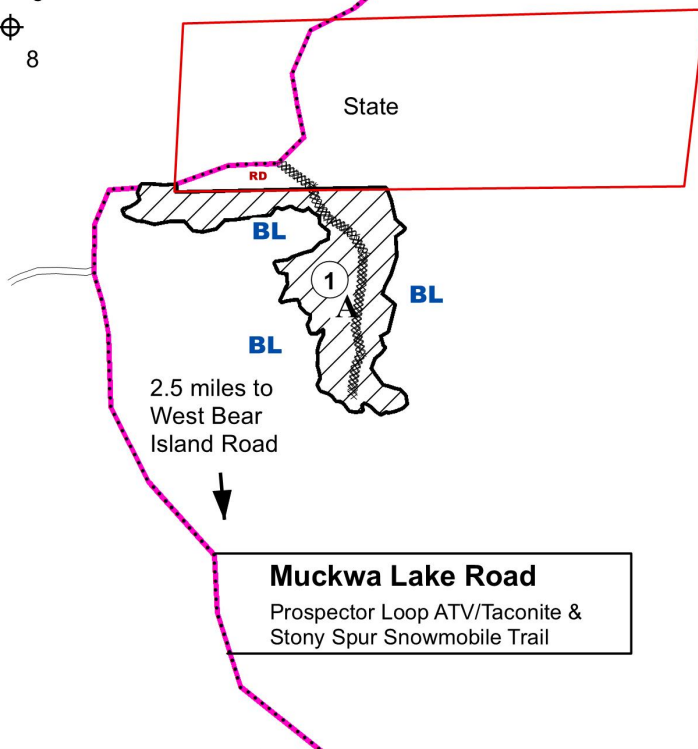 8
State
RD
BL
1
BL
A
BL
2.5 miles to
West Bear
Island Road
Muckwa Lake Road
Prospector Loop ATV/Taconite &
Stony Spur Snowmobile Trail